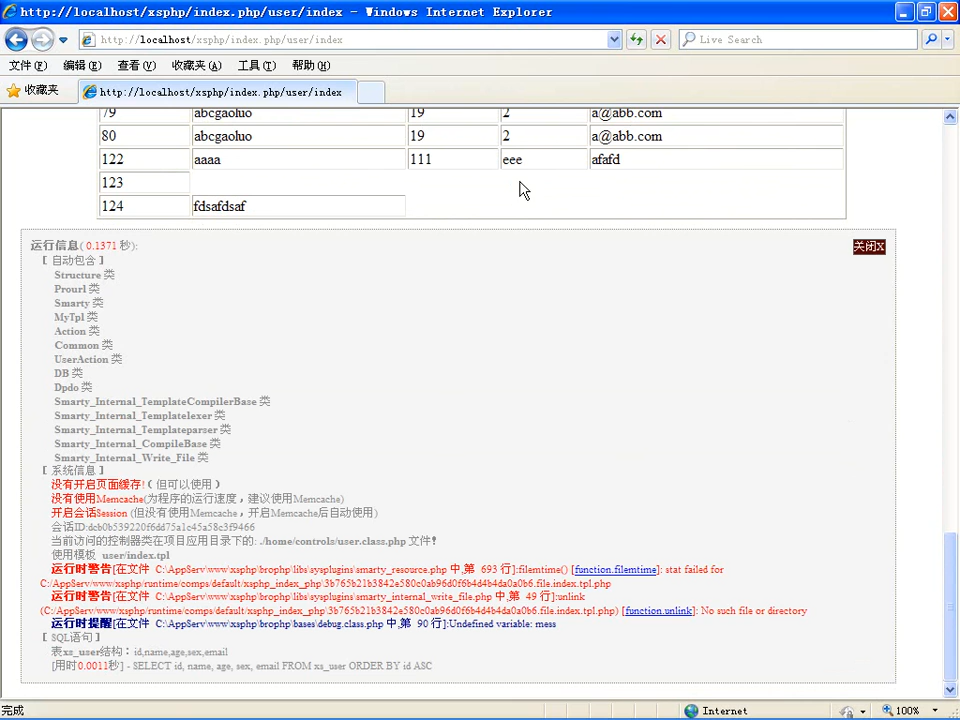 http://localhost/xsphp/index.php/user/index - Windows Internet Explorer
http://localhost/xsphp/index.php/user/index
Live Search
文件(F) 编辑(E) 查看(V) 收藏夹(A) 工具(T) 帮助(H)
收藏夹 http://localhost/xsphp/index.php/user/index
79 abcgaoluo 19 2 a@abb.com
80 abcgaoluo 19 2 a@abb.com
122 aaaa 111 eee afafd
123
124 fdsafdsaf
运行信息( 0.1371 秒): 关闭X
[ 自动包含 ]
Structure 类
Prourl 类
Smarty 类
MyTpl 类
Action 类
Common 类
UserAction 类
DB 类
Dpdo 类
Smarty_Internal_TemplateCompilerBase 类
Smarty_Internal_Templatelexer 类
Smarty_Internal_Templateparser 类
Smarty_Internal_CompileBase 类
Smarty_Internal_Write_File 类
[ 系统信息 ]
没有开启页面缓存! ( 但可以使用 )
没有使用Memcache(为程序的运行速度，建议使用Memcache)
开启会话Session (但没有使用Memcache，开启Memcache后自动使用)
会话ID:dcb0b539220f6dd75a1c45a58c3f9466
当前访问的控制器类在项目应用目录下的: ./home/controls/user.class.php 文件!
使用模板 user/index.tpl
运行时警告[在文件 C:\AppServ\www\xsphp\brophp\libs\sysplugins\smarty_resource.php 中,第 693 行]:filemtime() [function.filemtime]: stat failed for
C:/AppServ/www/xsphp/runtime/comps/default/xsphp_index_php\3b765b21b3842e580c0ab96d0f6b4d4b4da0a0b6.file.index.tpl.php
运行时警告[在文件 C:\AppServ\www\xsphp\brophp\libs\sysplugins\smarty_internal_write_file.php 中,第 49 行]:unlink
(C:/AppServ/www/xsphp/runtime/comps/default/xsphp_index_php\3b765b21b3842e580c0ab96d0f6b4d4b4da0a0b6.file.index.tpl.php) [function.unlink]: No such file or directory
运行时提醒[在文件 C:\AppServ\www\xsphp\brophp\bases\debug.class.php 中,第 90 行]:Undefined variable: mess
[ SQL语句 ]
表xs_user结构：id,name,age,sex,email
[用时0.0011秒] - SELECT id, name, age, sex, email FROM xs_user ORDER BY id ASC
完成 Internet 100%